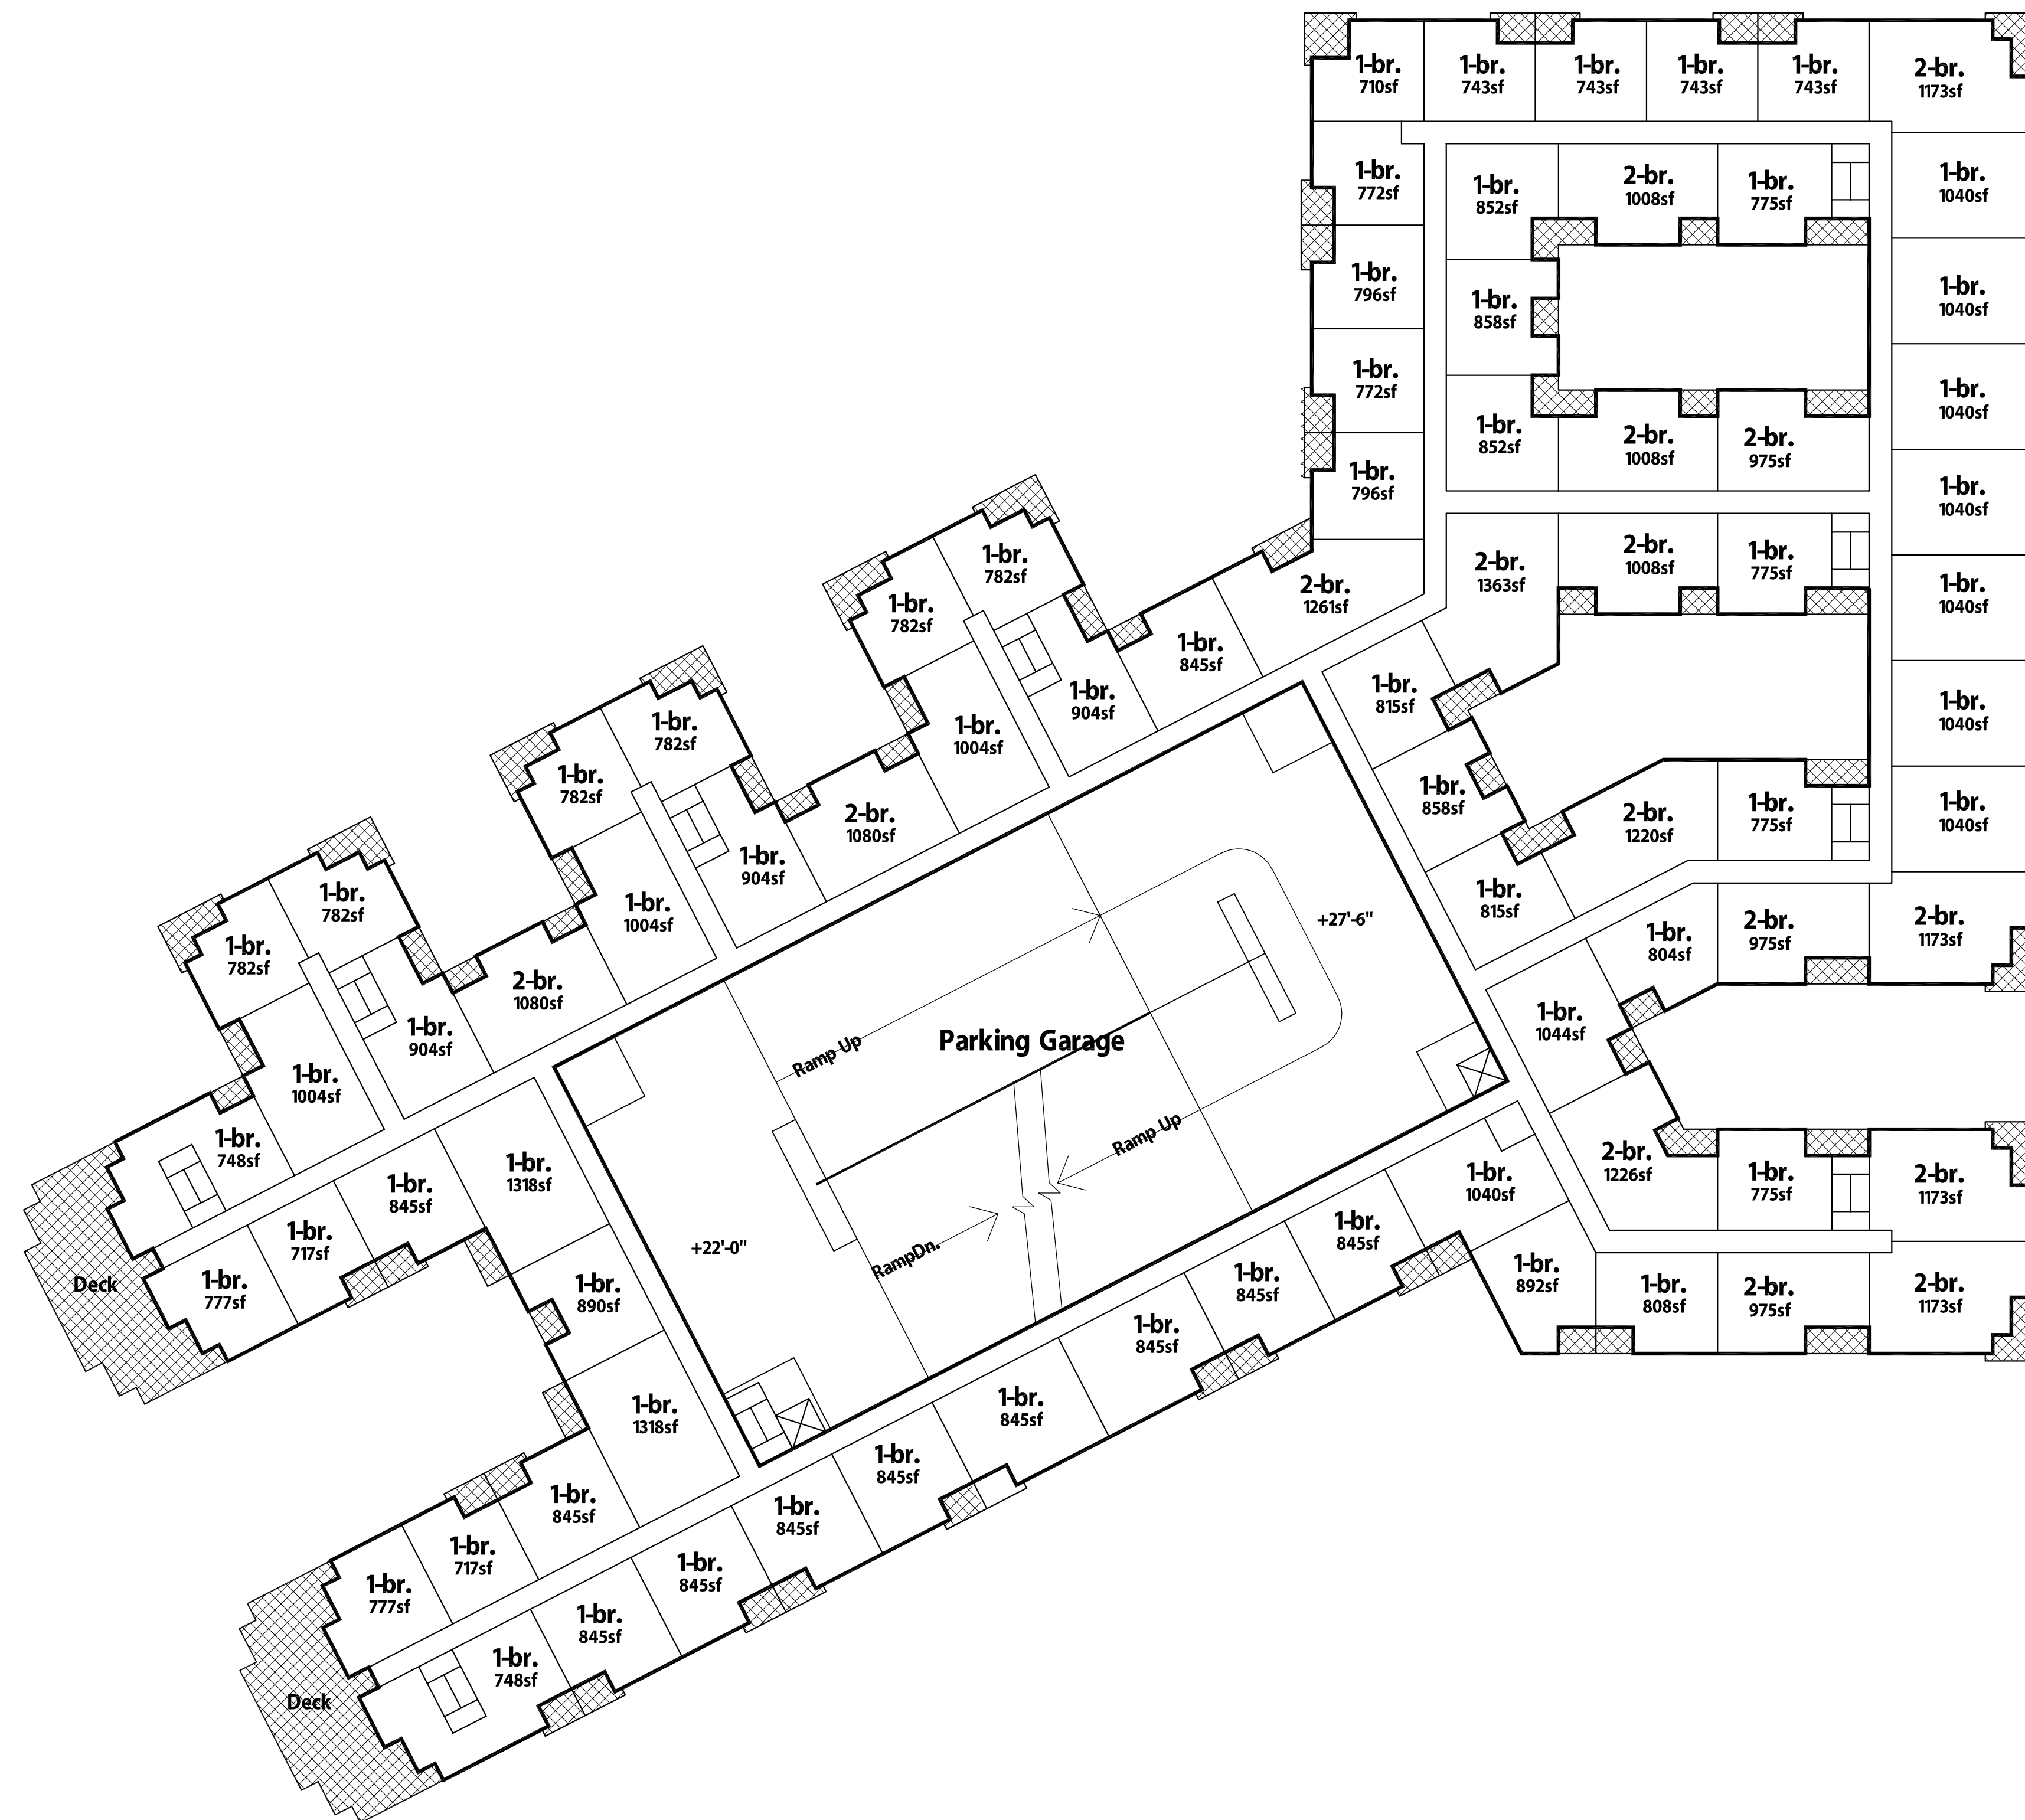 1-br.
710sf
1-br.
743sf
1-br.
743sf
1-br.
743sf
1-br.
743sf
2-br.
1173sf
1-br.
772sf
1-br.
852sf
2-br.
1008sf
1-br.
775sf
1-br.
1040sf
1-br.
796sf
1-br.
858sf
1-br.
1040sf
1-br.
772sf
1-br.
852sf
2-br.
1008sf
2-br.
975sf
1-br.
1040sf
1-br.
796sf
1-br.
1040sf
2-br.
1261sf
2-br.
1363sf
2-br.
1008sf
1-br.
775sf
1-br.
1040sf
1-br.
782sf
1-br.
782sf
1-br.
845sf
1-br.
904sf
1-br.
1004sf
1-br.
815sf
1-br.
1040sf
1-br.
858sf
2-br.
1220sf
1-br.
775sf
1-br.
1040sf
1-br.
782sf
1-br.
782sf
2-br.
1080sf
1-br.
904sf
1-br.
1004sf
1-br.
815sf
+27'-6"
1-br.
804sf
2-br.
975sf
2-br.
1173sf
1-br.
782sf
1-br.
782sf
2-br.
1080sf
1-br.
904sf
1-br.
1004sf
1-br.
1044sf
Parking Garage
Ramp Up
Ramp Up
RampDn.
+22'-0"
1-br.
748sf
1-br.
1318sf
1-br.
845sf
1-br.
717sf
1-br.
777sf
Deck
1-br.
890sf
1-br.
1040sf
2-br.
1226sf
1-br.
775sf
2-br.
1173sf
1-br.
845sf
1-br.
845sf
1-br.
845sf
1-br.
892sf
1-br.
808sf
2-br.
975sf
2-br.
1173sf
1-br.
1318sf
1-br.
845sf
1-br.
845sf
1-br.
845sf
1-br.
845sf
1-br.
717sf
1-br.
777sf
1-br.
845sf
1-br.
845sf
1-br.
748sf
Deck